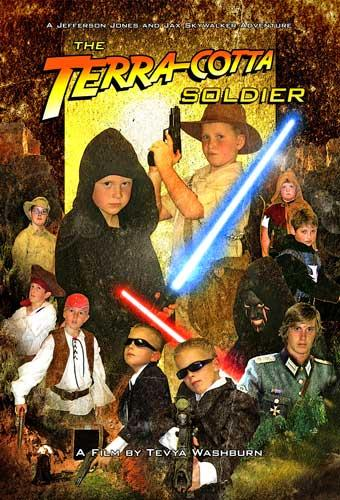 A Jefferson Jones and Jax Skywalker Adventure
THE
TERRA-COTTA
SOLDIER
A Film by Tevya Washburn